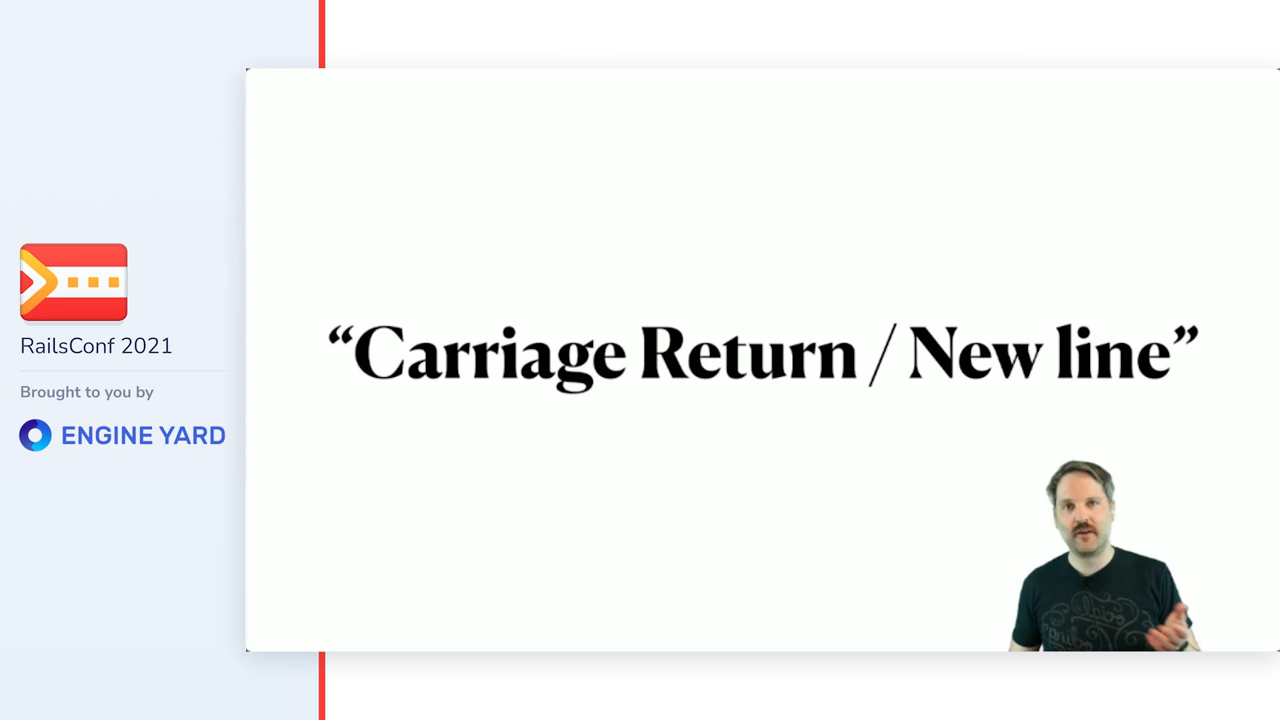 RailsConf 2021
Brought to you by
ENGINE YARD
“Carriage Return / New line”